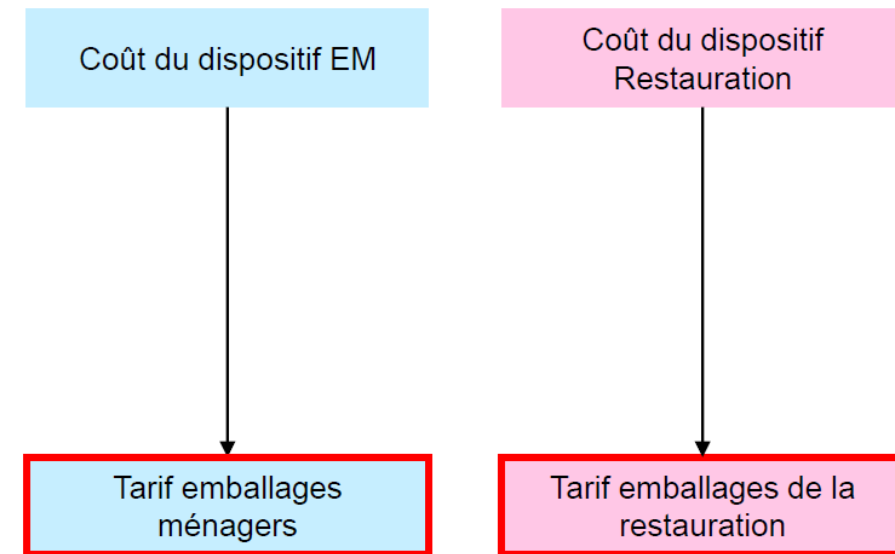 Coût du dispositif EM
Coût du dispositif
Restauration
Tarif emballages
ménagers
Tarif emballages de la
restauration